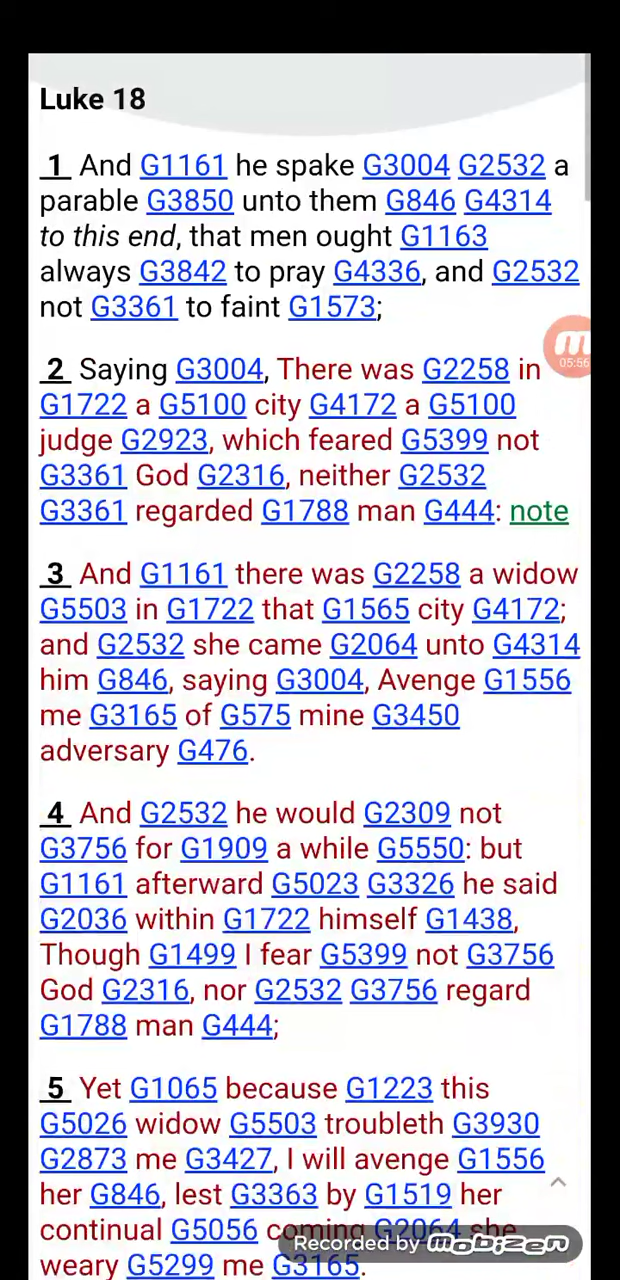 Luke 18
1 And G1161 he spake G3004 G2532 a
parable G3850 unto them G846 G4314
to this end, that men ought G1163
always G3842 to pray G4336, and G2532
not G3361 to faint G1573;
05:56
2 Saying G3004, There was G2258 in
G1722 a G5100 city G4172 a G5100
judge G2923, which feared G5399 not
G3361 God G2316, neither G2532
G3361 regarded G1788 man G444: note
3 And G1161 there was G2258 a widow
G5503 in G1722 that G1565 city G4172;
and G2532 she came G2064 unto G4314
him G846, saying G3004, Avenge G1556
me G3165 of G575 mine G3450
adversary G476.
4 And G2532 he would G2309 not
G3756 for G1909 a while G5550: but
G1161 afterward G5023 G3326 he said
G2036 within G1722 himself G1438,
Though G1499 I fear G5399 not G3756
God G2316, nor G2532 G3756 regard
G1788 man G444;
5 Yet G1065 because G1223 this
G5026 widow G5503 troubleth G3930
G2873 me G3427, I will avenge G1556
her G846, lest G3363 by G1519 her
continual G5056 coming G2064 she
weary G5299 me G3165.
Recorded by mobizen